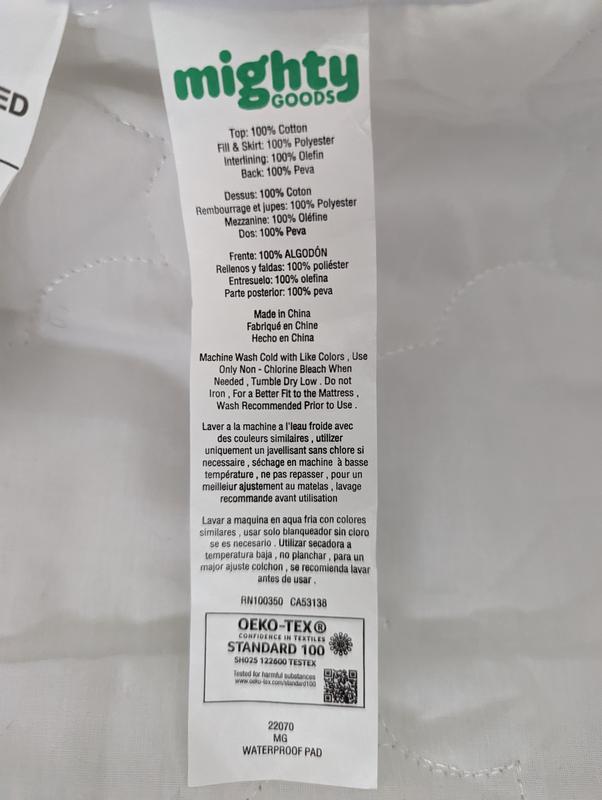 ED
mighty
GOODS
Top: 100% Cotton
Fill & Skirt: 100% Polyester
Interlining: 100% Olefin
Back: 100% Peva
Dessus: 100% Coton
Rembourrage et jupes: 100% Polyester
Mezzanine: 100% Oléfine
Dos: 100% Peva
Frente: 100% ALGODÓN
Rellenos y faldas: 100% poliéster
Entresuelo: 100% olefina
Parte posterior: 100% peva
Made in China
Fabriqué en Chine
Hecho en China
Machine Wash Cold with Like Colors , Use
Only Non - Chlorine Bleach When
Needed , Tumble Dry Low . Do not
Iron , For a Better Fit to the Mattress ,
Wash Recommended Prior to Use .
Laver a la machine a l'eau froide avec
des couleurs similaires , utilizer
uniquement un javellisant sans chlore si
necessaire , séchage en machine à basse
température , ne pas repasser , pour un
meilleiur ajustement au matelas , lavage
recommande avant utilisation
Lavar a maquina en aqua fria con colores
similares , usar solo blanqueador sin cloro
se es necesario . Utilizar secadora a
temperatura baja , no planchar , para un
major ajuste colchon , se recomienda lavar
antes de usar .
RN100350 CA53138
OEKO-TEX®
CONFIDENCE IN TEXTILES
STANDARD 100
SH025 122600 TESTEX
Tested for harmful substances
www.oeko-tex.com/standard100
22070
MG
WATERPROOF PAD